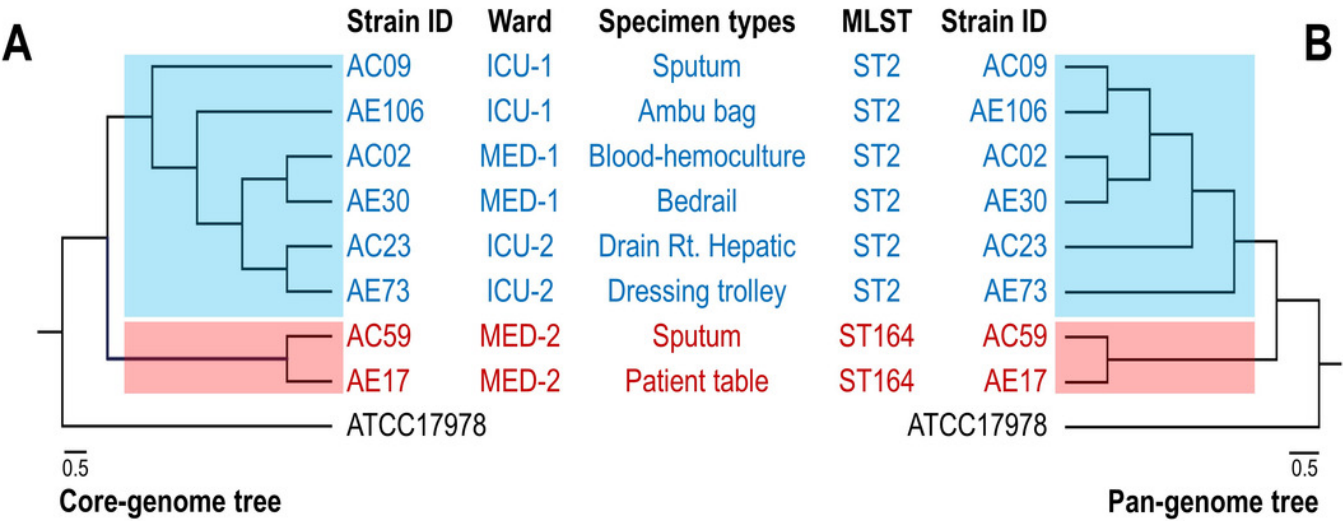 A Strain ID Ward Specimen types MLST Strain ID B
AC09 ICU-1 Sputum ST2 AC09
AE106 ICU-1 Ambu bag ST2 AE106
AC02 MED-1 Blood-hemoculture ST2 AC02
AE30 MED-1 Bedrail ST2 AE30
AC23 ICU-2 Drain Rt. Hepatic ST2 AC23
AE73 ICU-2 Dressing trolley ST2 AE73
AC59 MED-2 Sputum ST164 AC59
AE17 MED-2 Patient table ST164 AE17
ATCC17978 ATCC17978
0.5 0.5
Core-genome tree Pan-genome tree